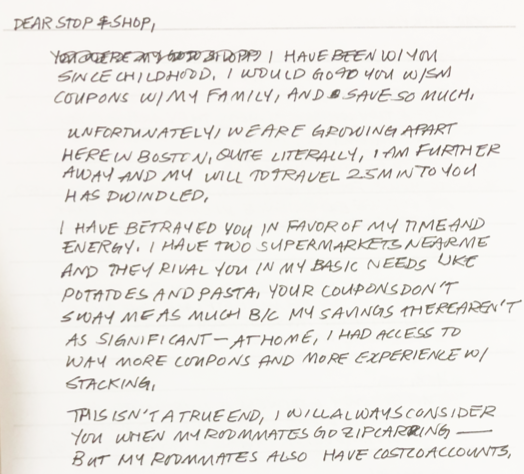 DEAR STOP & SHOP,
I HAVE BEEN W/ YOU
SINCE CHILDHOOD. I WOULD GO TO YOU W/ SM
COUPONS W/ MY FAMILY, AND SAVE SO MUCH.
UNFORTUNATELY, WE ARE GROWING APART
HERE IN BOSTON, QUITE LITERALLY, I AM FURTHER
AWAY AND MY WILL TO TRAVEL 25 MIN TO YOU
HAS DWINDLED.
I HAVE BETRAYED YOU IN FAVOR OF MY TIME AND
ENERGY. I HAVE TWO SUPERMARKETS NEAR ME
AND THEY RIVAL YOU IN MY BASIC NEEDS LIKE
POTATOES AND PASTA. YOUR COUPONS DON'T
SWAY ME AS MUCH B/C MY SAVINGS THERE AREN'T
AS SIGNIFICANT — AT HOME, I HAD ACCESS TO
WAY MORE COUPONS AND MORE EXPERIENCE W/
STACKING.
THIS ISN'T A TRUE END, I WILL ALWAYS CONSIDER
YOU WHEN MY ROOMMATES GO ZIPCARRING —
BUT MY ROOMMATES ALSO HAVE COSTCO ACCOUNTS.